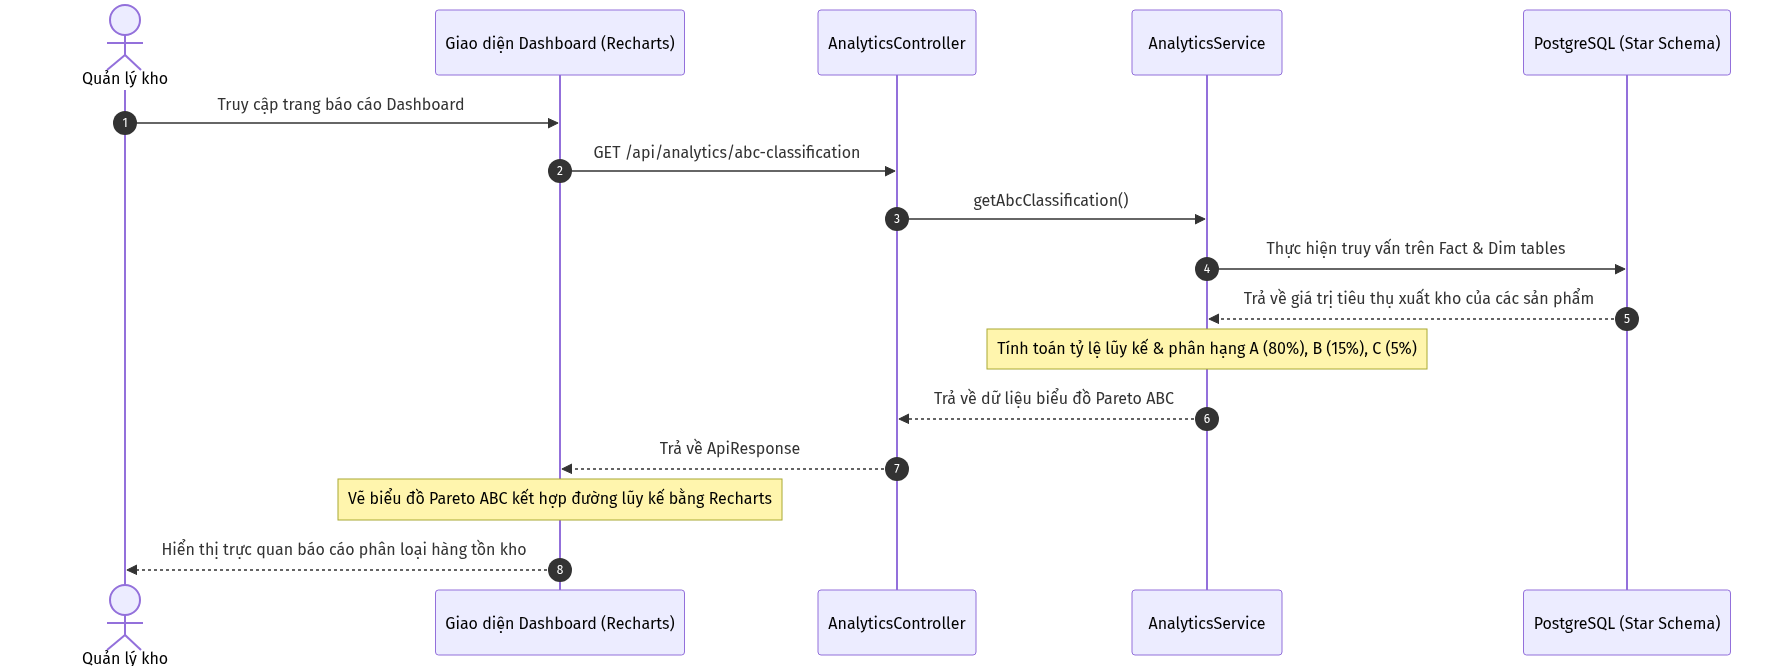 Quản lý kho
Giao diện Dashboard (Recharts)
AnalyticsController
AnalyticsService
PostgreSQL (Star Schema)
Truy cập trang báo cáo Dashboard
1
GET /api/analytics/abc-classification
2
getAbcClassification()
3
Thực hiện truy vấn trên Fact & Dim tables
4
Trả về giá trị tiêu thụ xuất kho của các sản phẩm
5
Tính toán tỷ lệ lũy kế & phân hạng A (80%), B (15%), C (5%)
Trả về dữ liệu biểu đồ Pareto ABC
6
Trả về ApiResponse
7
Vẽ biểu đồ Pareto ABC kết hợp đường lũy kế bằng Recharts
Hiển thị trực quan báo cáo phân loại hàng tồn kho
8
Quản lý kho
Giao diện Dashboard (Recharts)
AnalyticsController
AnalyticsService
PostgreSQL (Star Schema)